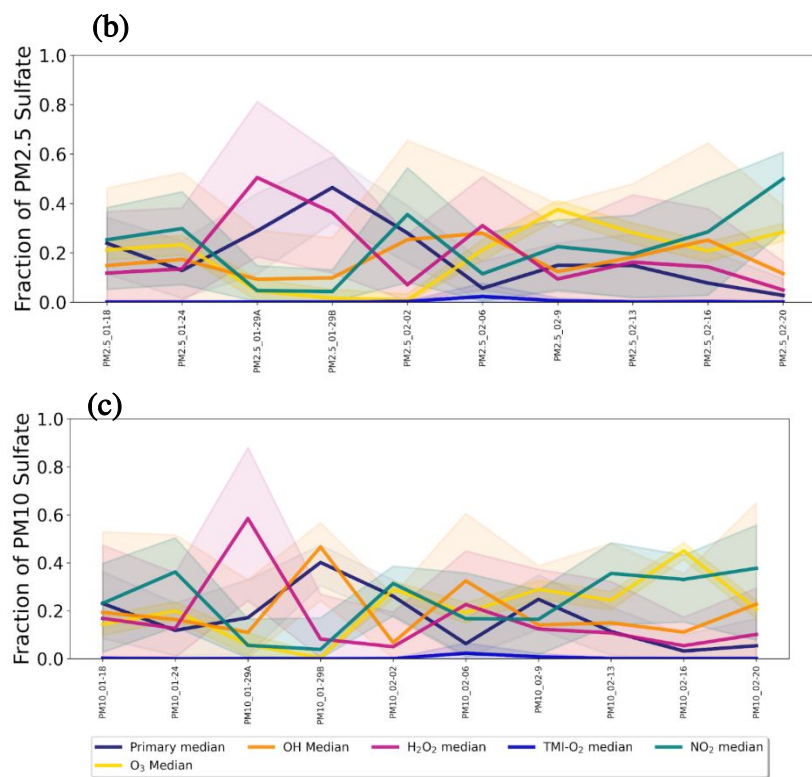 (b)
Fraction of PM2.5 Sulfate
1.0
0.8
0.6
0.4
0.2
0.0
PM2.5_01-18
PM2.5_01-24
PM2.5_01-29A
PM2.5_01-29B
PM2.5_02-02
PM2.5_02-06
PM2.5_02-9
PM2.5_02-13
PM2.5_02-16
PM2.5_02-20
(c)
Fraction of PM10 Sulfate
1.0
0.8
0.6
0.4
0.2
0.0
PM10_01-18
PM10_01-24
PM10_01-29A
PM10_01-29B
PM10_02-02
PM10_02-06
PM10_02-9
PM10_02-13
PM10_02-16
PM10_02-20
Primary median OH Median H₂O₂ median TMI-O₂ median NO₂ median
O₃ Median